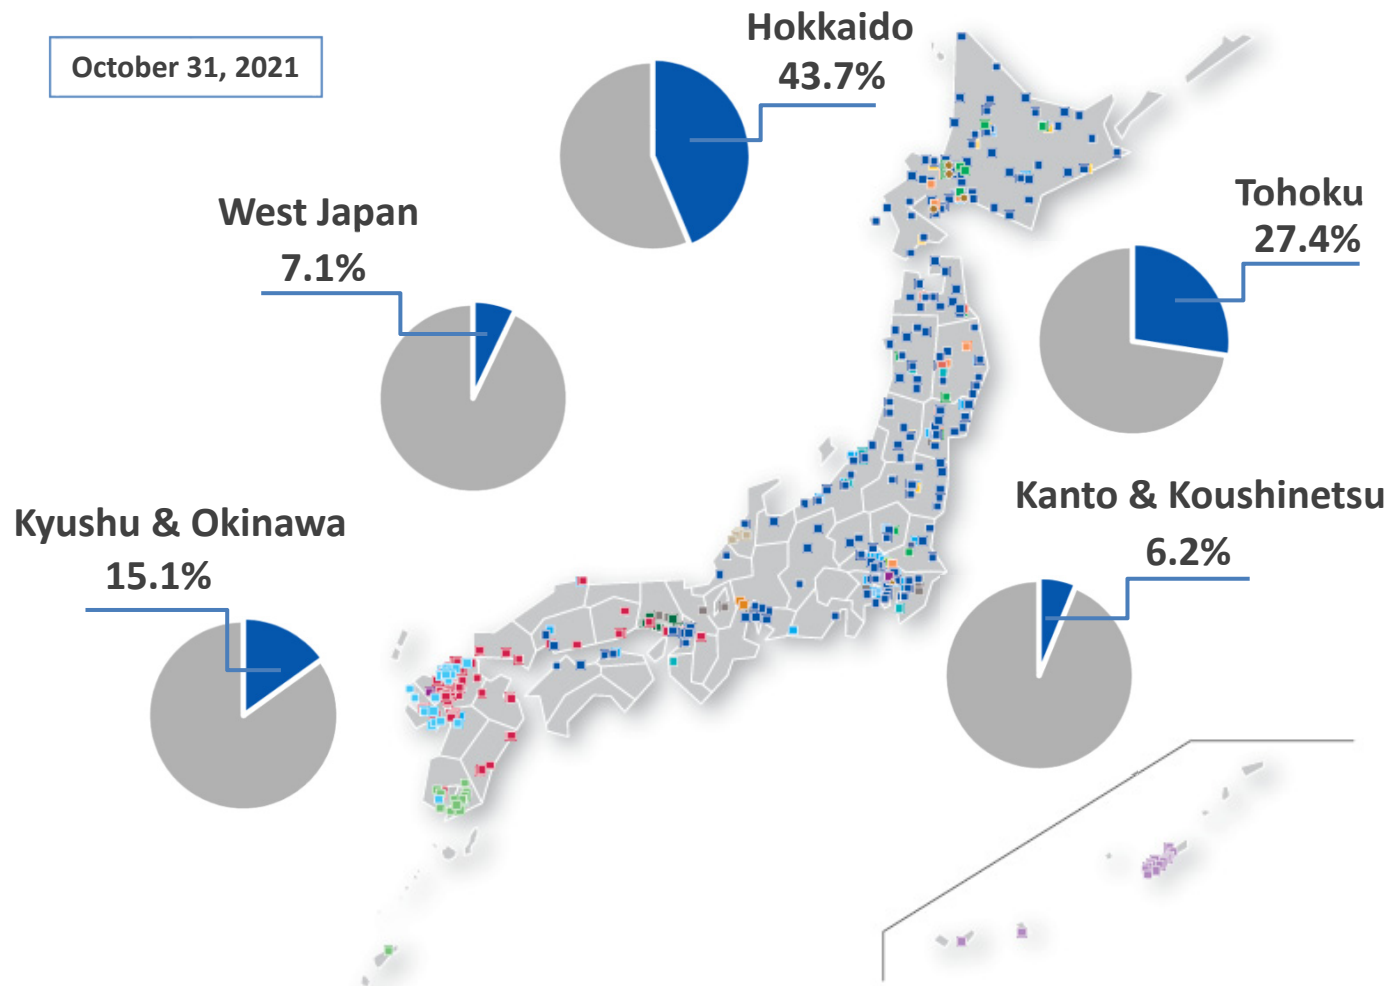 October 31, 2021
Hokkaido
43.7%
West Japan
7.1%
Tohoku
27.4%
Kyushu & Okinawa
15.1%
Kanto & Koushinetsu
6.2%